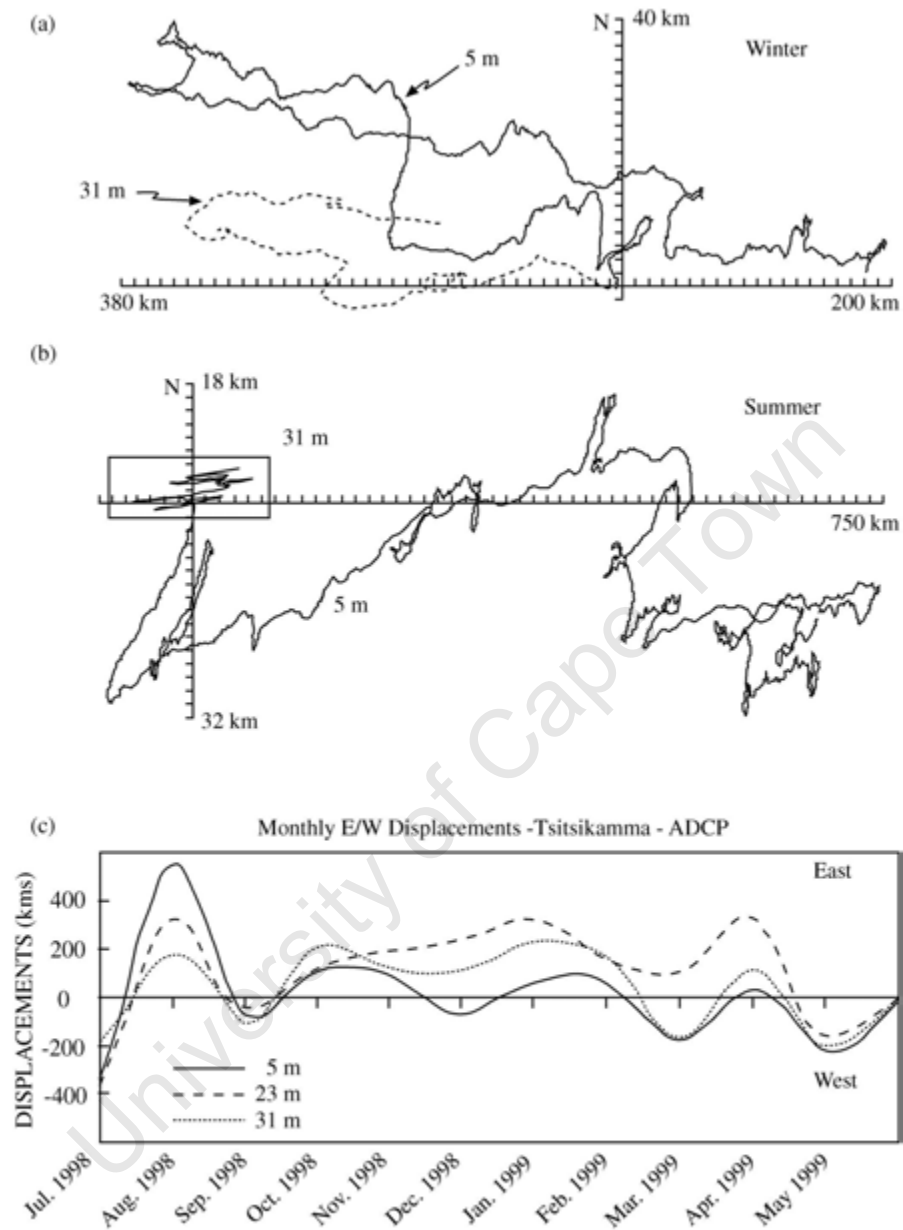 (a)
N
40 km
Winter
5 m
31 m
380 km
200 km
(b)
N
18 km
Summer
31 m
750 km
5 m
32 km
(c)
Monthly E/W Displacements -Tsitsikamma - ADCP
East
DISPLACEMENTS (kms)
400
200
0
-200
-400
5 m
23 m
31 m
West
Jul. 1998
Aug. 1998
Sep. 1998
Oct. 1998
Nov. 1998
Dec. 1998
Jan. 1999
Feb. 1999
Mar. 1999
Apr. 1999
May 1999
University of Cape Town